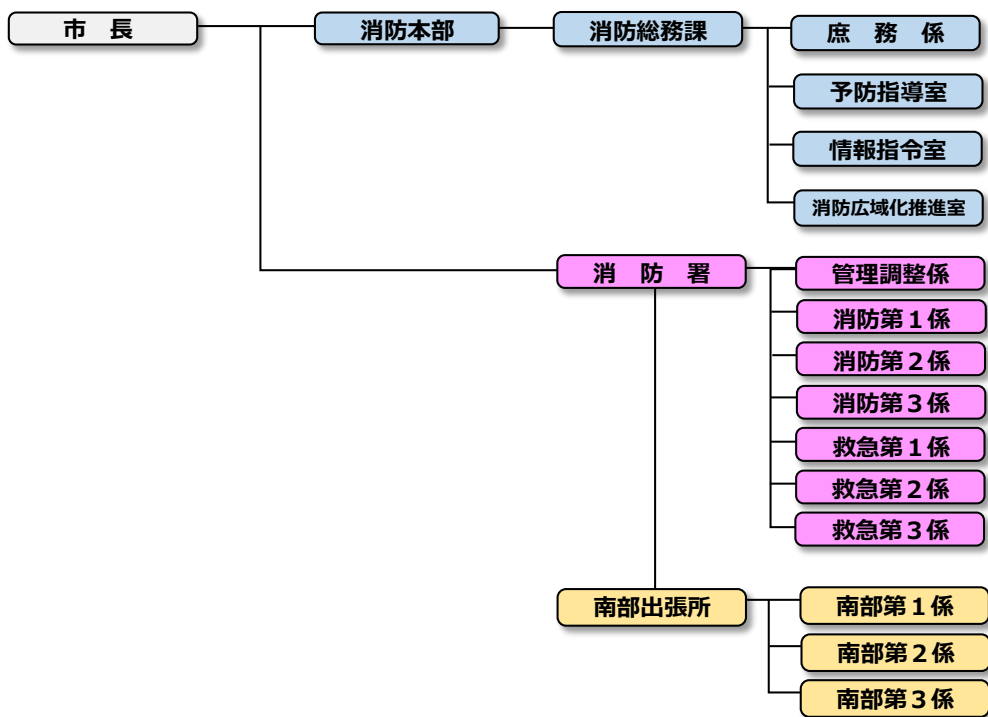 市　長
消防本部
消防総務課
庶　務　係
予防指導室
情報指令室
消防広域化推進室
消　防　署
管理調整係
消防第１係
消防第２係
消防第３係
救急第１係
救急第２係
救急第３係
南部出張所
南部第１係
南部第２係
南部第３係